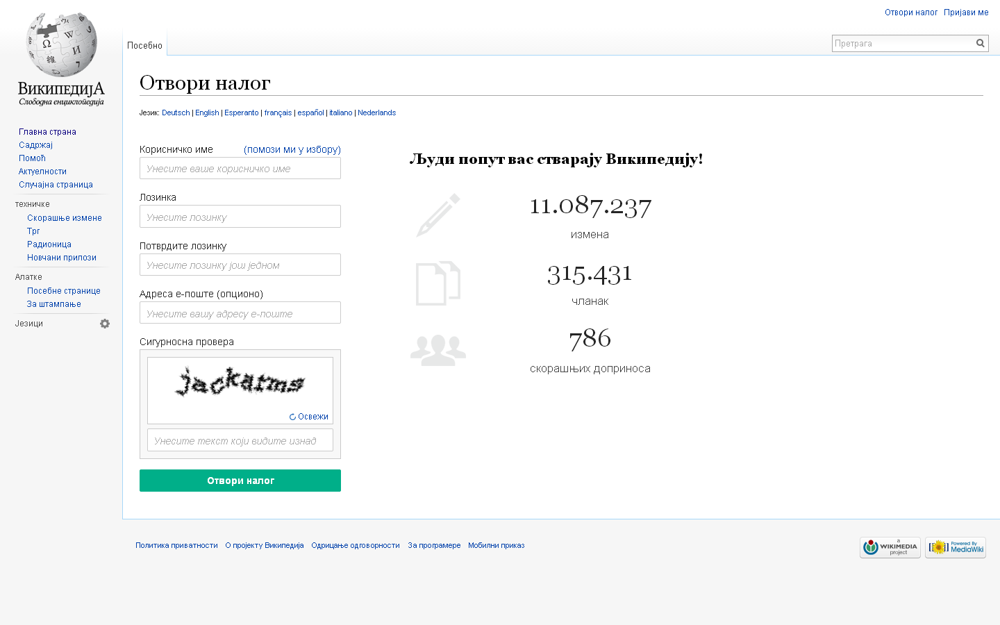 Отвори налог Пријави ме
Посебно
Претрага
ВикипедијА
Слободна енциклопедија
Главна страна
Садржај
Помоћ
Актуелности
Случајна страница
техничке
Скорашње измене
Трг
Радионица
Новчани прилози
Алатке
Посебне странице
За штампање
Језици
Отвори налог
Језик: Deutsch | English | Esperanto | français | español | italiano | Nederlands
Корисничко име (помози ми у избору)
Унесите ваше корисничко име
Лозинка
Унесите лозинку
Потврдите лозинку
Унесите лозинку још једном
Адреса е-поште (опционо)
Унесите вашу адресу е-поште
Сигурносна провера
jackarms
Освежи
Унесите текст који видите изнад
Отвори налог
Људи попут вас стварају Википедију!
11.087.237
измена
315.431
чланак
786
скорашњих доприноса
Политика приватности О пројекту Википедија Одрицање одговорности За програмере Мобилни приказ
a
WIKIMEDIA
project
Powered By
MediaWiki